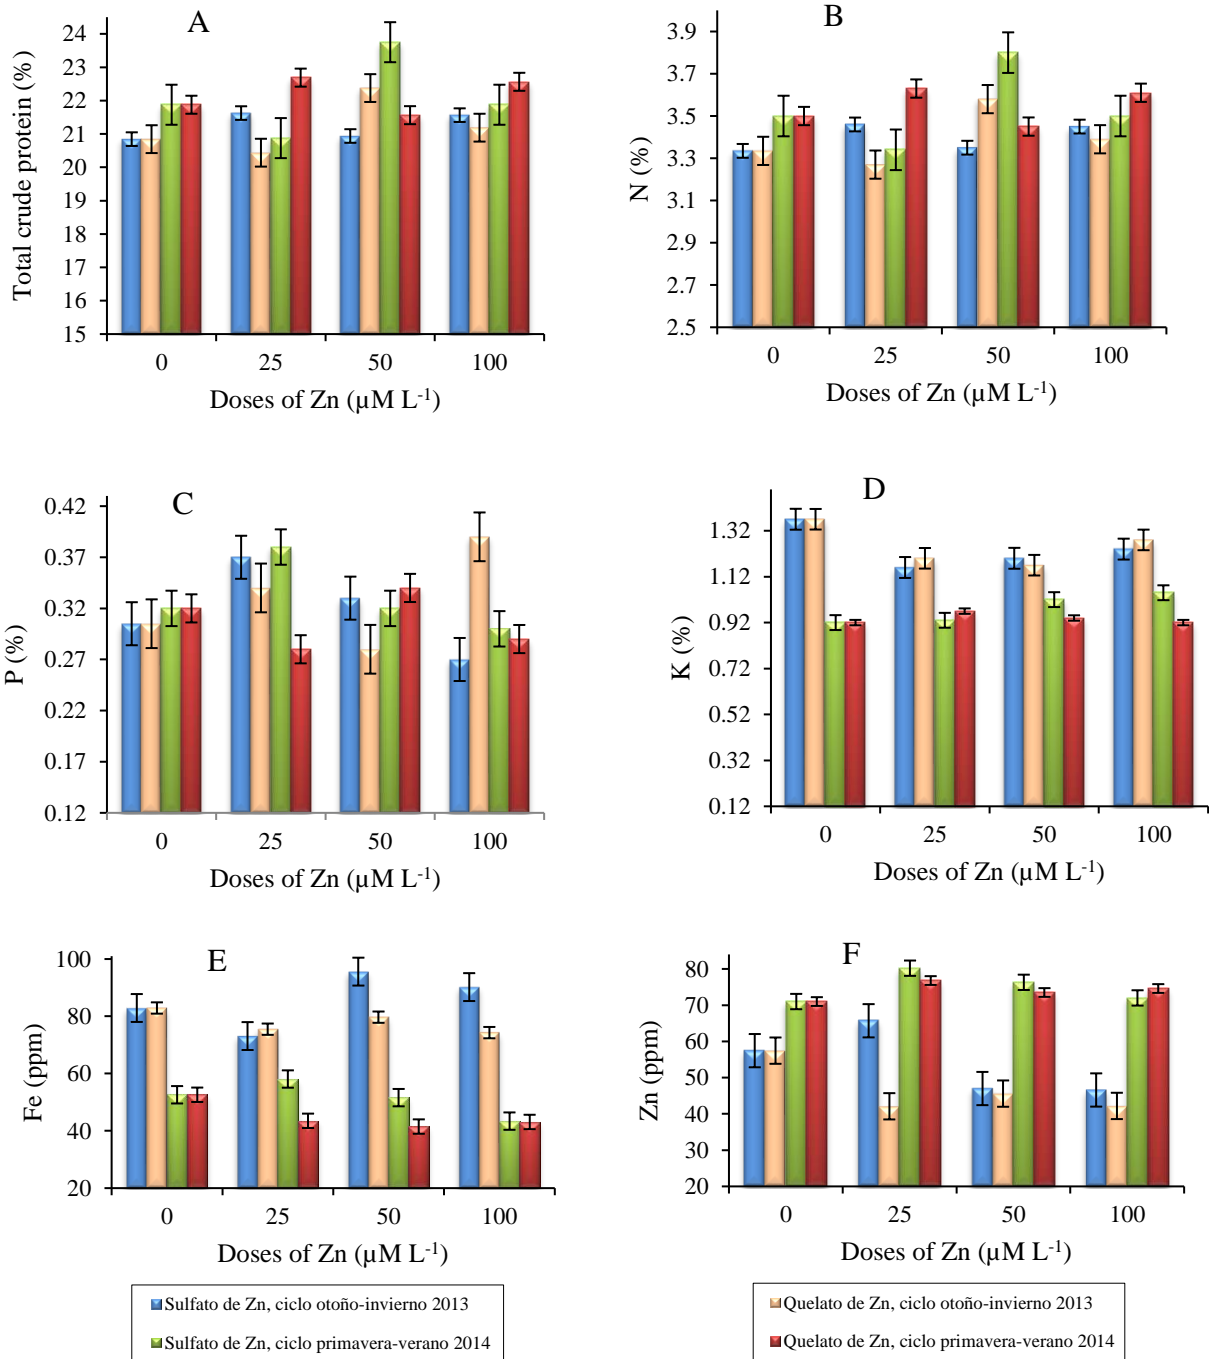 A
Total crude protein (%)
24
23
22
21
20
19
18
17
16
15
0 25 50 100
Doses of Zn (µM L-1)
B
N (%)
3.9
3.7
3.5
3.3
3.1
2.9
2.7
2.5
0 25 50 100
Doses of Zn (µM L-1)
C
P (%)
0.42
0.37
0.32
0.27
0.22
0.17
0.12
0 25 50 100
Doses of Zn (µM L-1)
D
K (%)
1.32
1.12
0.92
0.72
0.52
0.32
0.12
0 25 50 100
Doses of Zn (µM L-1)
E
Fe (ppm)
100
80
60
40
20
0 25 50 100
Doses of Zn (µM L-1)
F
Zn (ppm)
80
70
60
50
40
30
20
0 25 50 100
Doses of Zn (µM L-1)
Sulfato de Zn, ciclo otoño-invierno 2013
Sulfato de Zn, ciclo primavera-verano 2014
Quelato de Zn, ciclo otoño-invierno 2013
Quelato de Zn, ciclo primavera-verano 2014